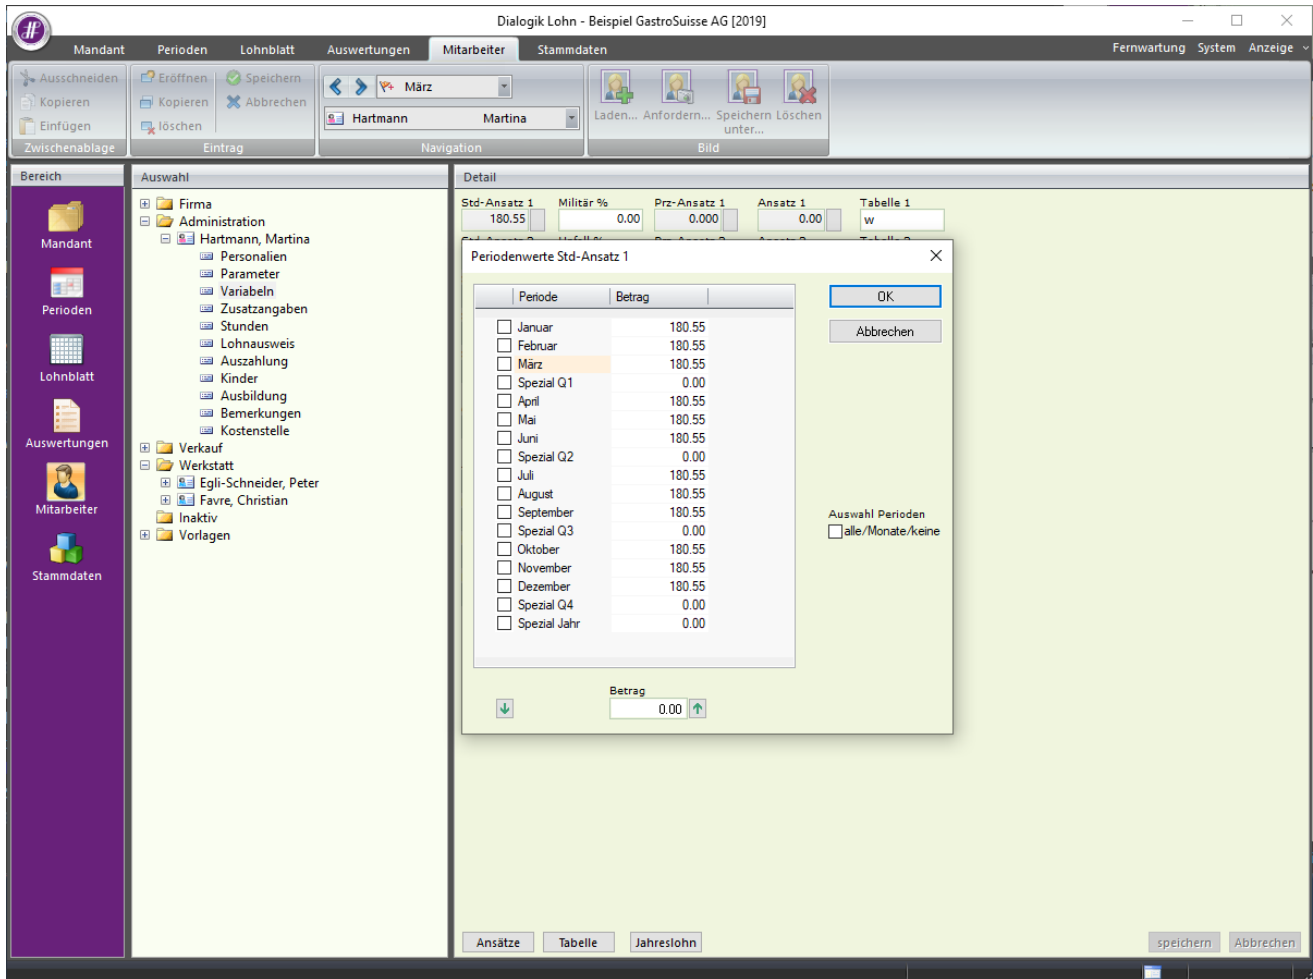 Dialogik Lohn - Beispiel GastroSuisse AG [2019]
Mandant Perioden Lohnblatt Auswertungen Mitarbeiter Stammdaten Fernwartung System Anzeige
Ausschneiden Eröffnen Speichern März
Kopieren Kopieren Abbrechen
Einfügen löschen Hartmann Martina
Laden... Anfordern... Speichern unter... Löschen
Zwischenablage Eintrag Navigation Bild
Bereich
Mandant
Perioden
Lohnblatt
Auswertungen
Mitarbeiter
Stammdaten
Auswahl
Firma
Administration
Hartmann, Martina
Personalien
Parameter
Variabeln
Zusatzangaben
Stunden
Lohnausweis
Auszahlung
Kinder
Ausbildung
Bemerkungen
Kostenstelle
Verkauf
Werkstatt
Egli-Schneider, Peter
Favre, Christian
Inaktiv
Vorlagen
Detail
Std-Ansatz 1 Militär % Prz-Ansatz 1 Ansatz 1 Tabelle 1
180.55 0.00 0.000 0.00 w
Periodenwerte Std-Ansatz 1
Periode Betrag
Januar 180.55
Februar 180.55
März 180.55
Spezial Q1 0.00
April 180.55
Mai 180.55
Juni 180.55
Spezial Q2 0.00
Juli 180.55
August 180.55
September 180.55
Spezial Q3 0.00
Oktober 180.55
November 180.55
Dezember 180.55
Spezial Q4 0.00
Spezial Jahr 0.00
OK
Abbrechen
Auswahl Perioden
alle/Monate/keine
Betrag
0.00
Ansätze Tabelle Jahreslohn speichern Abbrechen